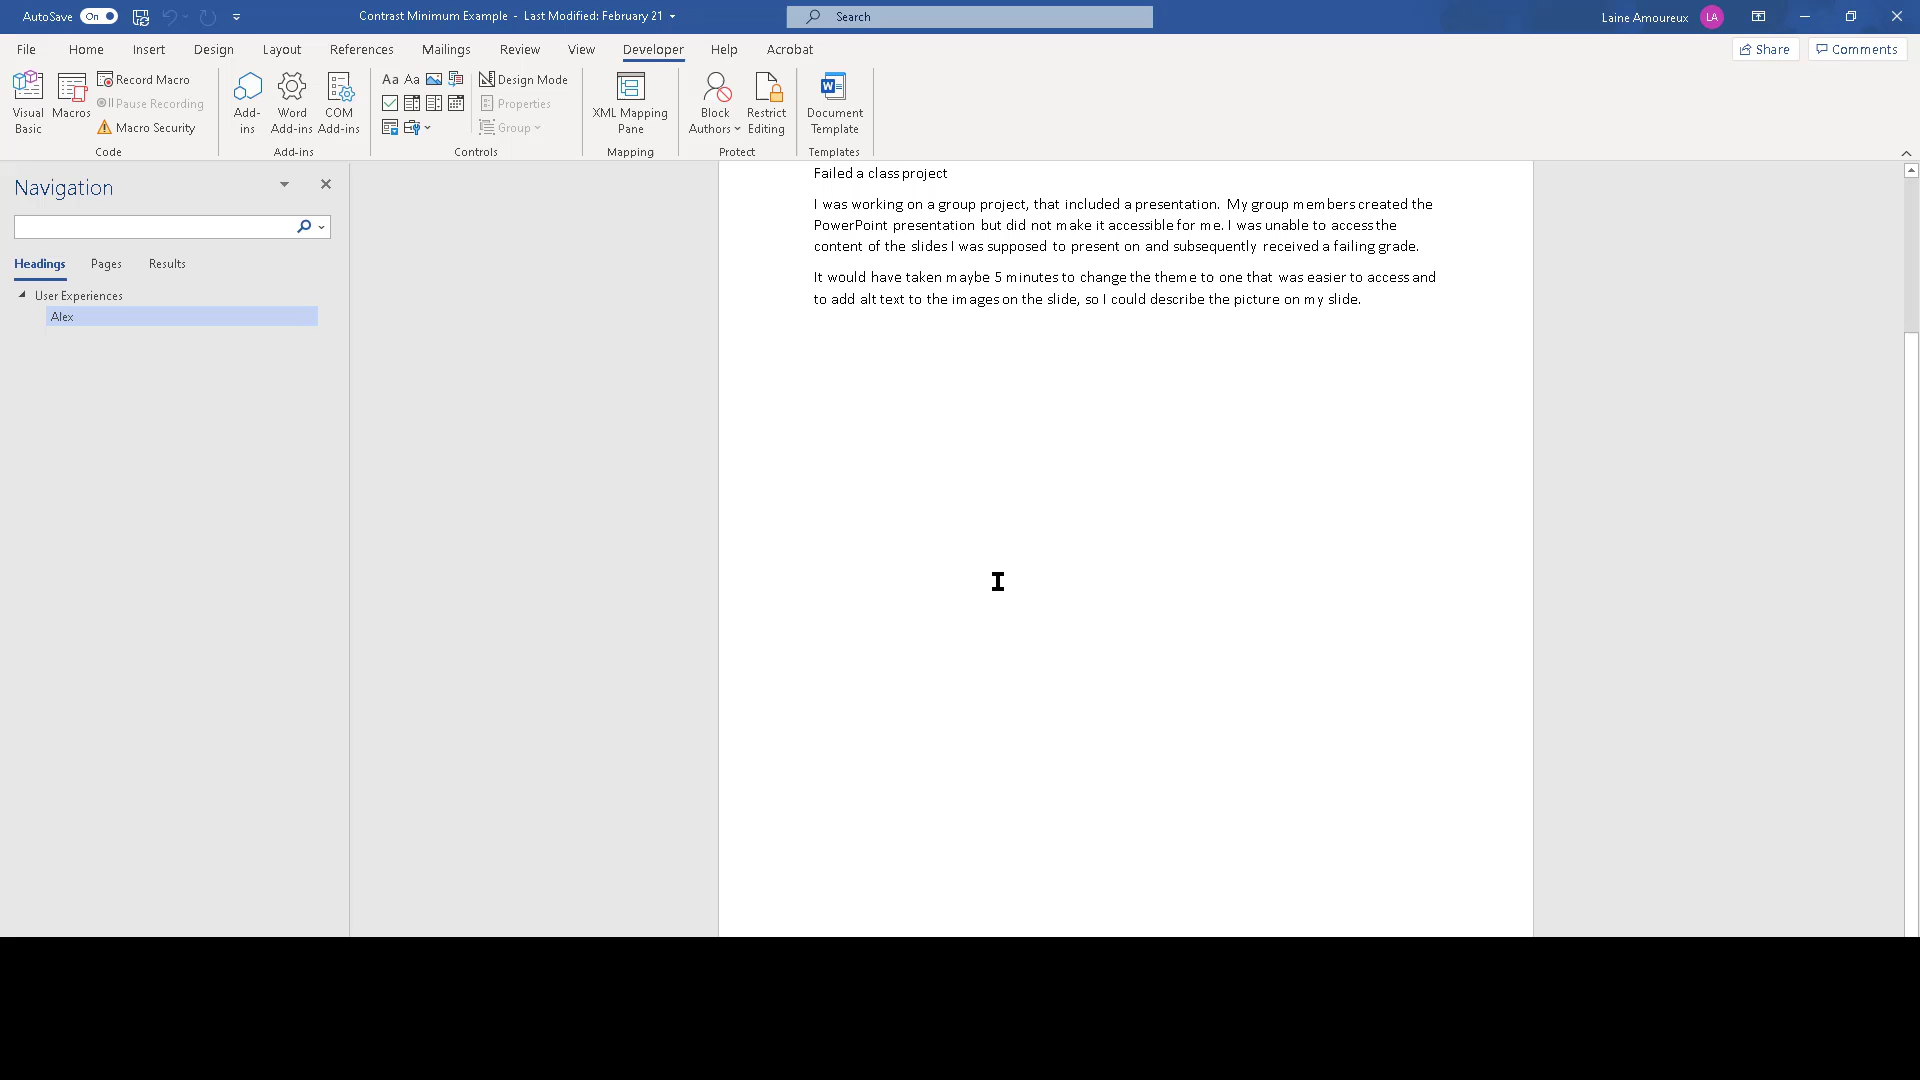 AutoSave On Contrast Minimum Example - Last Modified: February 21 Search Laine Amoureux LA
File Home Insert Design Layout References Mailings Review View Developer Help Acrobat Share Comments
Visual Basic
Macros
Record Macro
Pause Recording
Macro Security
Code
Add-ins
Word Add-ins
COM Add-ins
Add-ins
Aa Aa
Design Mode
Properties
Group
Controls
XML Mapping Pane
Mapping
Block Authors
Restrict Editing
Protect
Document Template
Templates
Navigation
Headings Pages Results
User Experiences
Alex
Failed a class project
I was working on a group project, that included a presentation. My group members created the
PowerPoint presentation but did not make it accessible for me. I was unable to access the
content of the slides I was supposed to present on and subsequently received a failing grade.
It would have taken maybe 5 minutes to change the theme to one that was easier to access and
to add alt text to the images on the slide, so I could describe the picture on my slide.